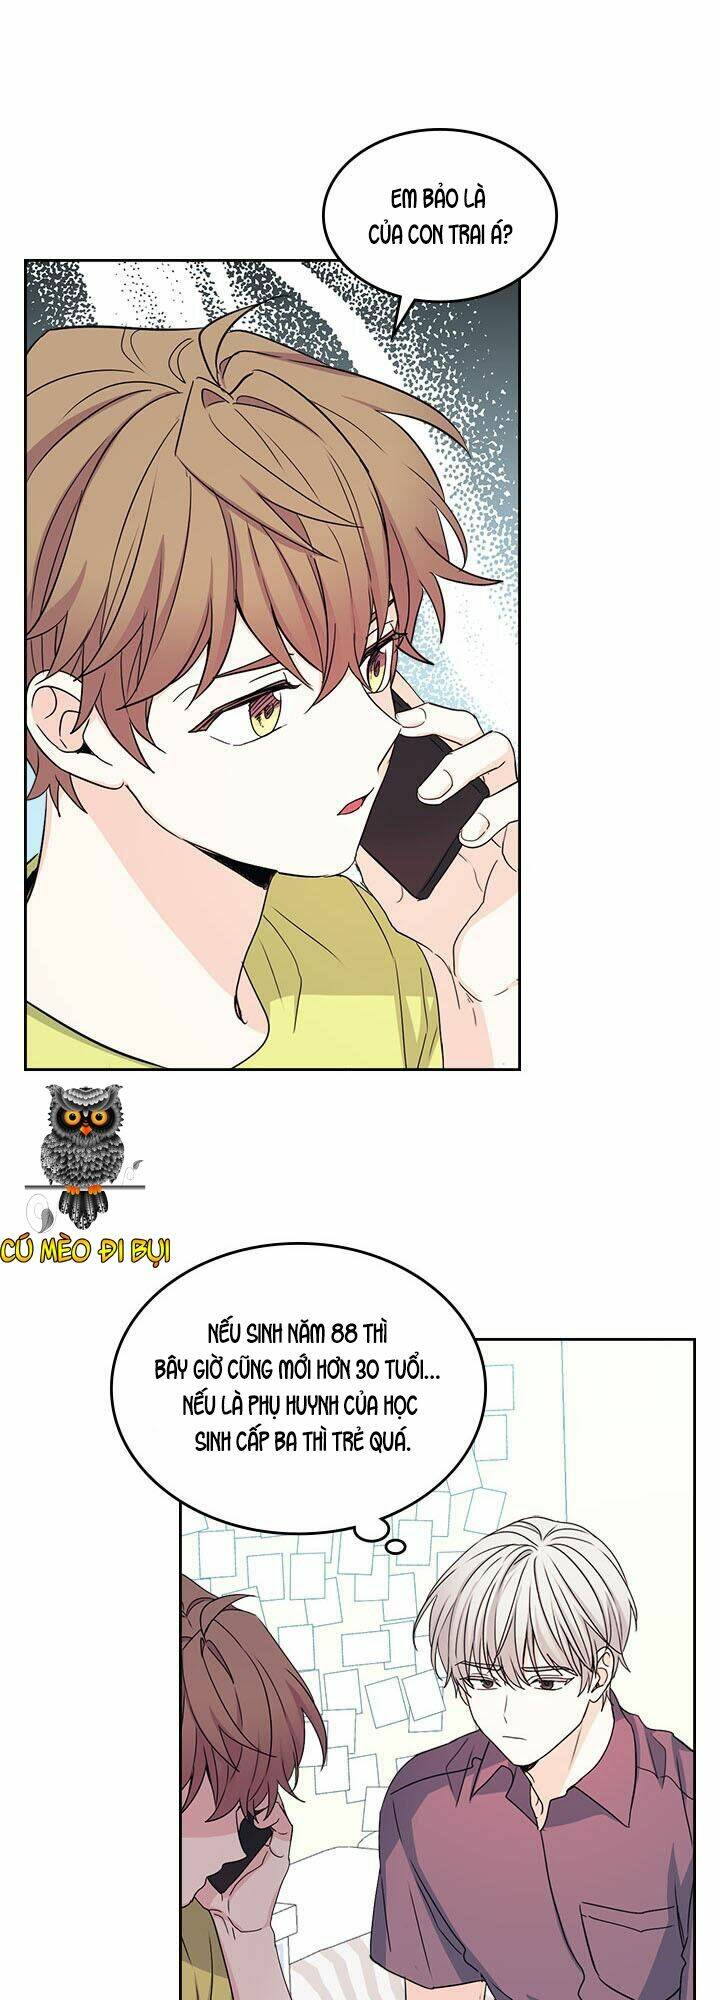 EM BẢO LÀ
CỦA CON TRAI Á?
CÚ MÈO ĐI BỤI
NẾU SINH NĂM 88 THÌ
BÂY GIỜ CŨNG MỚI HƠN 30 TUỔI...
NẾU LÀ PHỤ HUYNH CỦA HỌC
SINH CẤP BA THÌ TRẺ QUÁ.